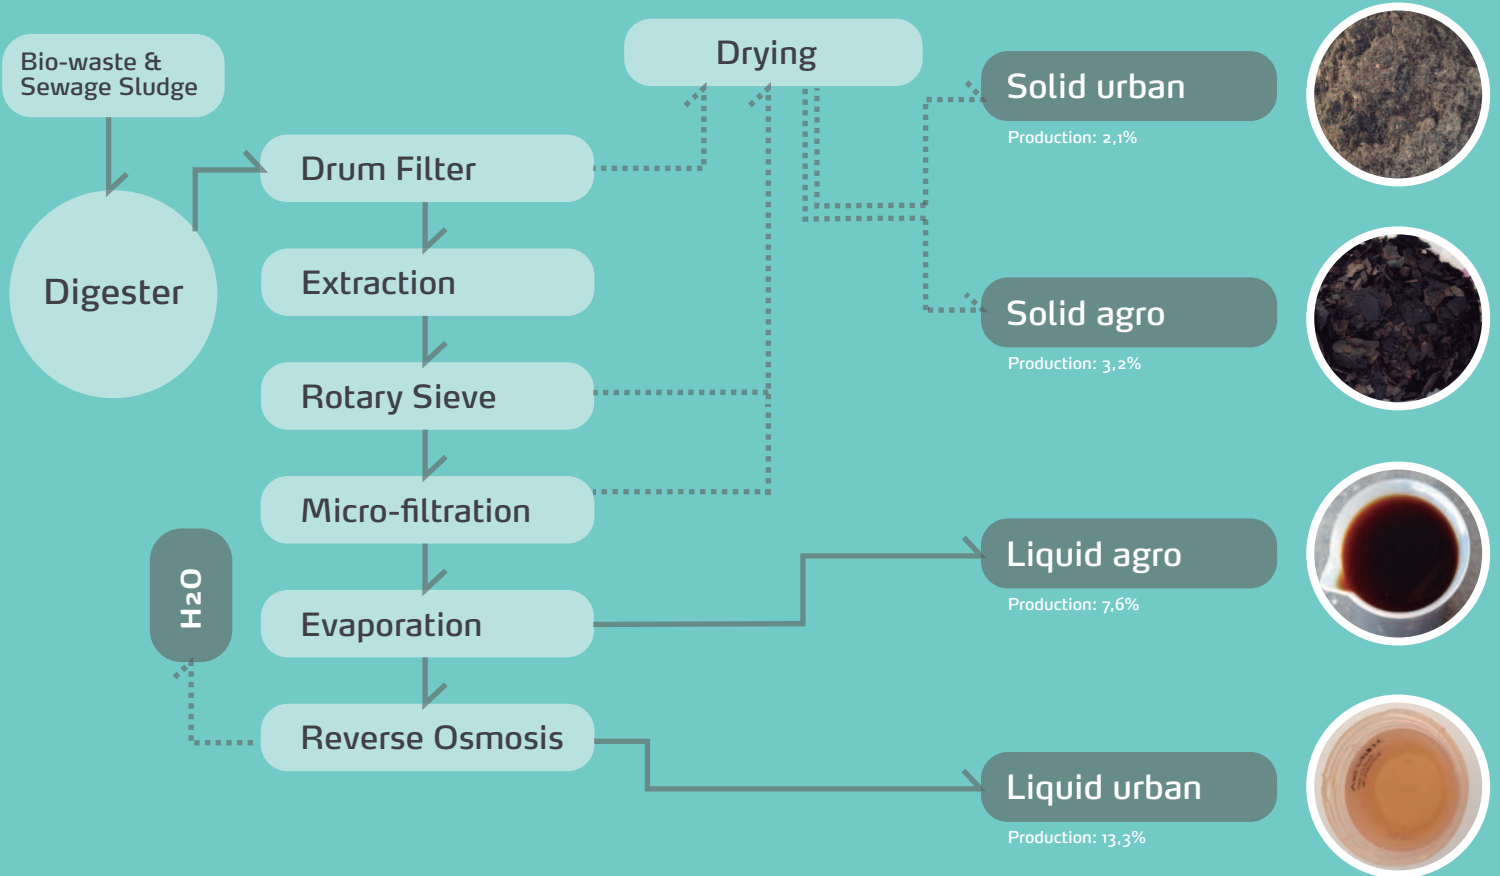 Bio-waste &
Sewage Sludge
Digester
Drum Filter
Extraction
Rotary Sieve
Micro-filtration
Evaporation
Reverse Osmosis
H2O
Drying
Solid urban
Production: 2,1%
Solid agro
Production: 3,2%
Liquid agro
Production: 7,6%
Liquid urban
Production: 13,3%